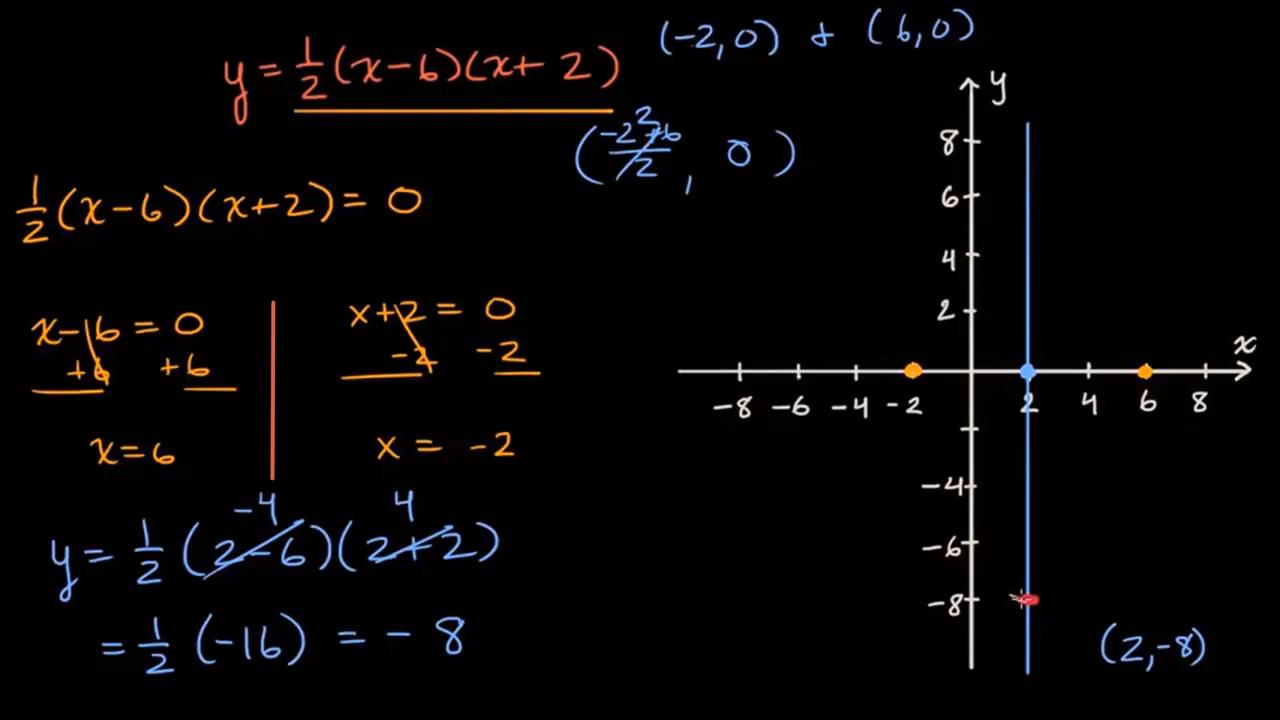 y = 1/2 (x-6)(x+2)
(-2,0) & (6,0)
(-2+6/2, 0)
2
1/2 (x-6)(x+2) = 0
x-6 = 0
+6 +6
x=6
x+2 = 0
-2 -2
x = -2
-4 4
y = 1/2 (2-6)(2+2)
= 1/2 (-16) = -8
y
8
6
4
2
x
-8 -6 -4 -2 2 4 6 8
-4
-6
-8
(2,-8)